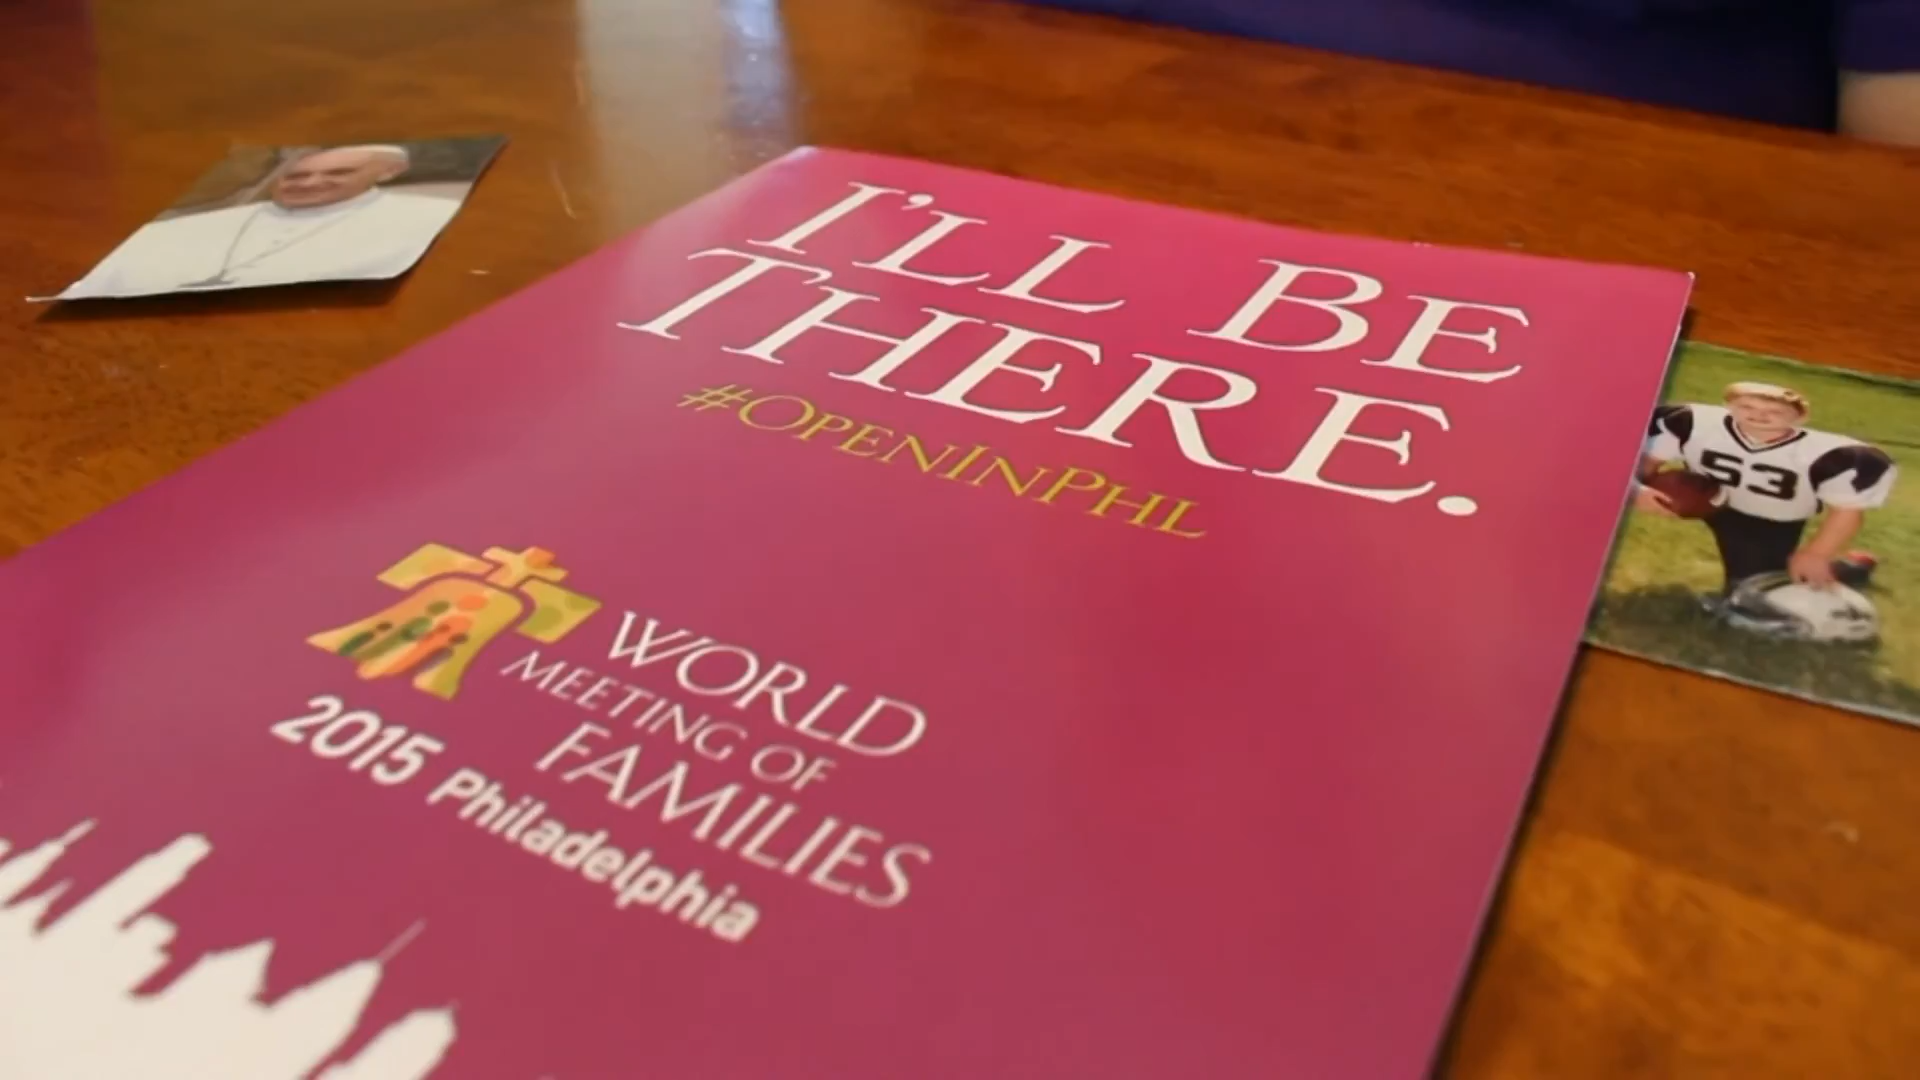 I'LL BE
THERE.
#OPENINPHL
WORLD
MEETING OF
FAMILIES
2015 Philadelphia
53